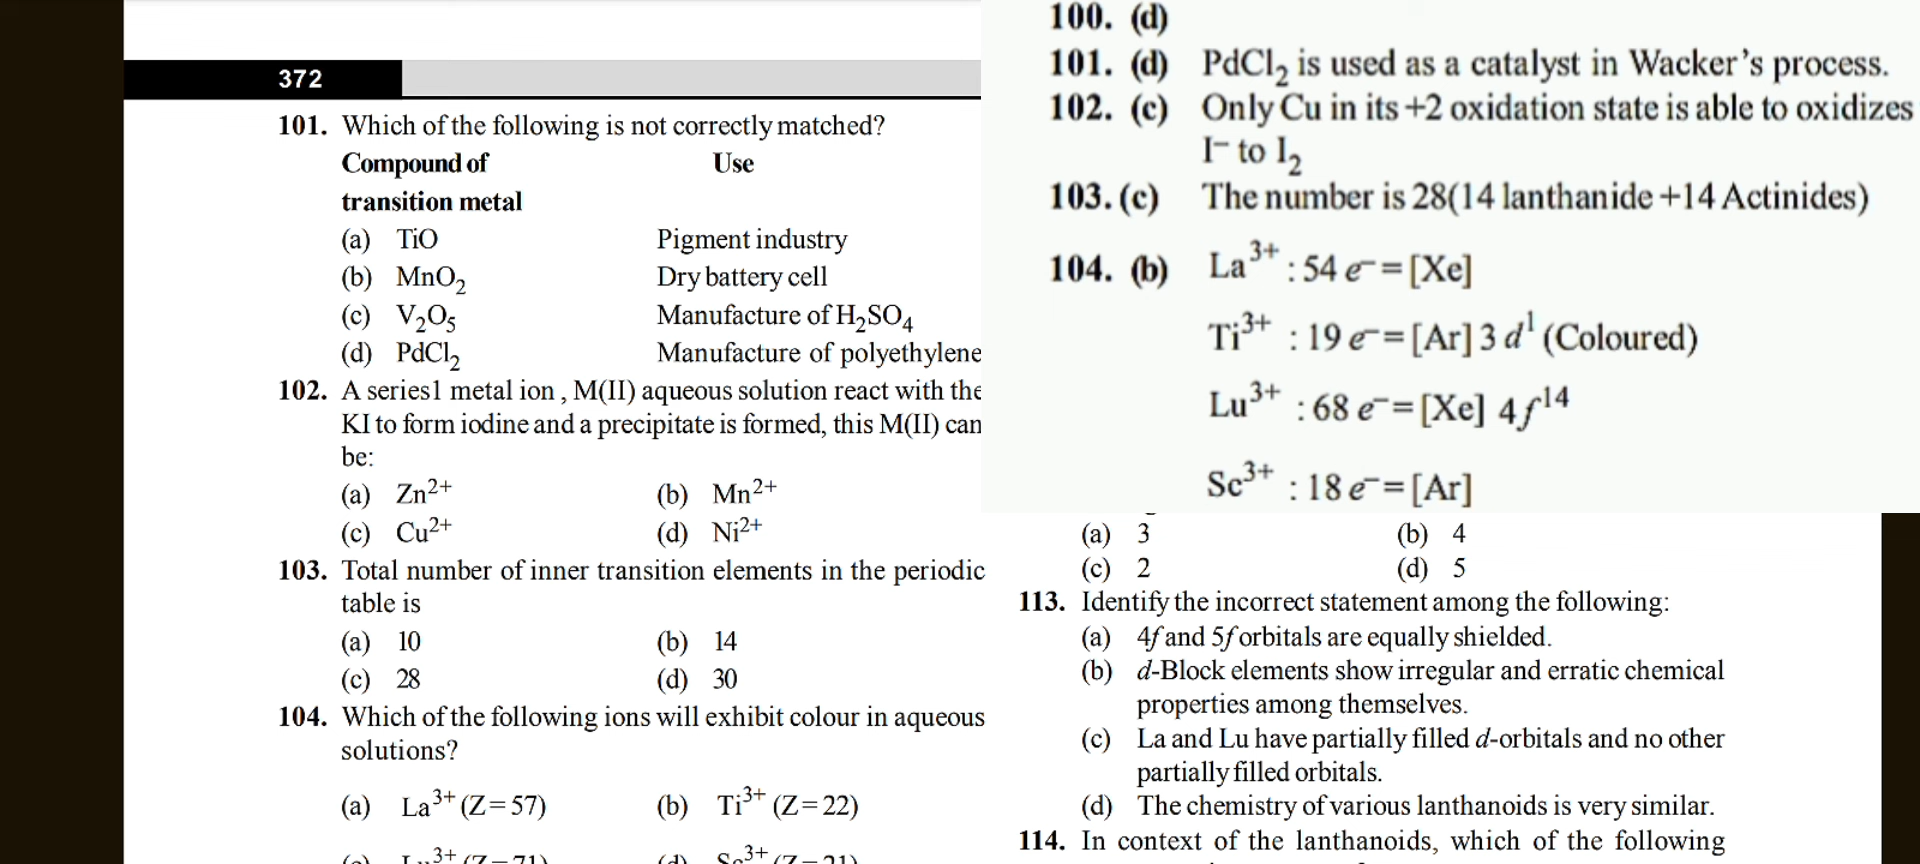 372
101. Which of the following is not correctly matched?
Compound of Use
transition metal
(a) TiO Pigment industry
(b) MnO₂ Dry battery cell
(c) V₂O₅ Manufacture of H₂SO₄
(d) PdCl₂ Manufacture of polyethylene
102. A series1 metal ion , M(II) aqueous solution react with the
KI to form iodine and a precipitate is formed, this M(II) can
be:
(a) Zn²⁺ (b) Mn²⁺
(c) Cu²⁺ (d) Ni²⁺
103. Total number of inner transition elements in the periodic
table is
(a) 10 (b) 14
(c) 28 (d) 30
104. Which of the following ions will exhibit colour in aqueous
solutions?
(a) La³⁺ (Z=57) (b) Ti³⁺ (Z=22)
100. (d)
101. (d) PdCl₂ is used as a catalyst in Wacker's process.
102. (c) Only Cu in its +2 oxidation state is able to oxidizes
I⁻ to I₂
103. (c) The number is 28(14 lanthanide +14 Actinides)
104. (b) La³⁺ : 54 e⁻ = [Xe]
Ti³⁺ : 19 e⁻ = [Ar] 3 d¹ (Coloured)
Lu³⁺ : 68 e⁻ = [Xe] 4 f¹⁴
Sc³⁺ : 18 e⁻ = [Ar]
(a) 3 (b) 4
(c) 2 (d) 5
113. Identify the incorrect statement among the following:
(a) 4f and 5f orbitals are equally shielded.
(b) d-Block elements show irregular and erratic chemical
properties among themselves.
(c) La and Lu have partially filled d-orbitals and no other
partially filled orbitals.
(d) The chemistry of various lanthanoids is very similar.
114. In context of the lanthanoids, which of the following